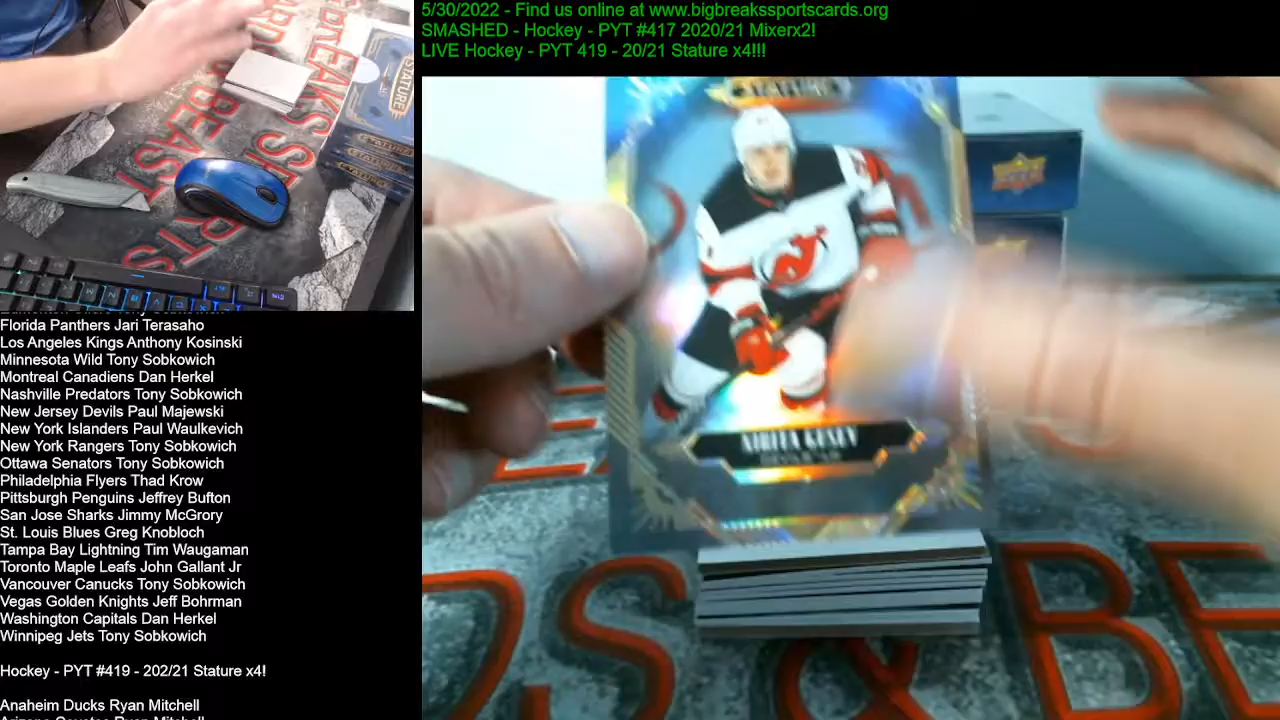 5/30/2022 - Find us online at www.bigbreakssportscards.org
SMASHED - Hockey - PYT #417 2020/21 Mixerx2!
LIVE Hockey - PYT 419 - 20/21 Stature x4!!!
STATURE
Florida Panthers Jari Terasaho
Los Angeles Kings Anthony Kosinski
Minnesota Wild Tony Sobkowich
Montreal Canadiens Dan Herkel
Nashville Predators Tony Sobkowich
New Jersey Devils Paul Majewski
New York Islanders Paul Waulkevich
New York Rangers Tony Sobkowich
Ottawa Senators Tony Sobkowich
Philadelphia Flyers Thad Krow
Pittsburgh Penguins Jeffrey Bufton
San Jose Sharks Jimmy McGrory
St. Louis Blues Greg Knobloch
Tampa Bay Lightning Tim Waugaman
Toronto Maple Leafs John Gallant Jr
Vancouver Canucks Tony Sobkowich
Vegas Golden Knights Jeff Bohrman
Washington Capitals Dan Herkel
Winnipeg Jets Tony Sobkowich
Hockey - PYT #419 - 202/21 Stature x4!
Anaheim Ducks Ryan Mitchell
NIKITA GUSEV